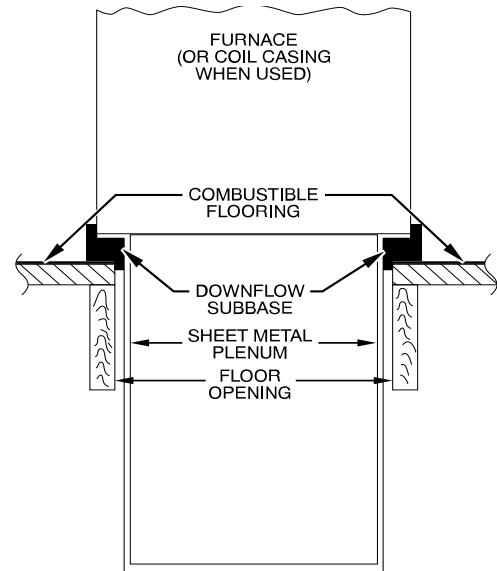 FURNACE
(OR COIL CASING
WHEN USED)
COMBUSTIBLE
FLOORING
DOWNFLOW
SUBBASE
SHEET METAL
PLENUM
FLOOR
OPENING